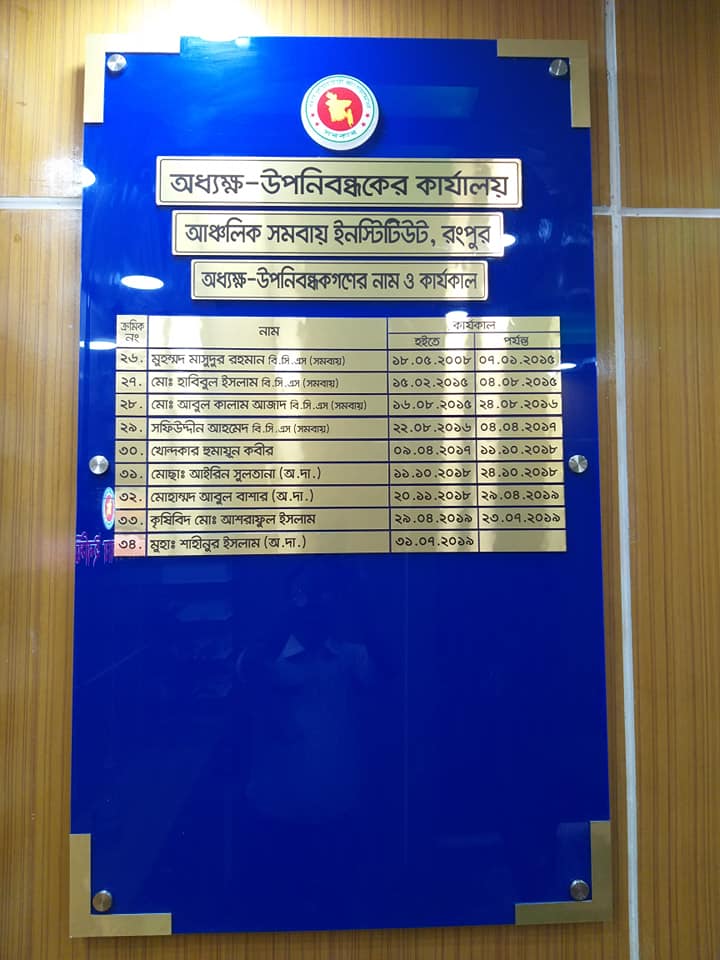 অধ্যক্ষ-উপনিবন্ধকের কার্যালয়
আঞ্চলিক সমবায় ইনস্টিটিউট, রংপুর
অধ্যক্ষ-উপনিবন্ধকগণের নাম ও কার্যকাল
ক্রমিক নং নাম কার্যকাল
হইতে পর্যন্ত
২৬. মুহম্মদ মাসুদুর রহমান বি.সি.এস (সমবায়) ১৮.০৫.২০০৮ ০৭.০১.২০১৫
২৭. মোঃ হাবিবুল ইসলাম বি.সি.এস (সমবায়) ১৫.০২.২০১৫ ০৪.০৮.২০১৫
২৮. মোঃ আবুল কালাম আজাদ বি.সি.এস (সমবায়) ১৬.০৮.২০১৫ ২৪.০৮.২০১৬
২৯. সফিউদ্দীন আহমেদ বি.সি.এস (সমবায়) ২২.০৮.২০১৬ ০৪.০৪.২০১৭
৩০. খোন্দকার হুমায়ূন কবীর ০৯.০৪.২০১৭ ১১.১০.২০১৮
৩১. মোছাঃ আইরিন সুলতানা (অ.দা.) ১১.১০.২০১৮ ২৪.১০.২০১৮
৩২. মোহাম্মদ আবুল বাশার (অ.দা.) ২০.১১.২০১৮ ২৯.০৪.২০১৯
৩৩. কৃষিবিদ মোঃ আশরাফুল ইসলাম ২৯.০৪.২০১৯ ২৩.০৭.২০১৯
৩৪. মুহাঃ শাহীনুর ইসলাম (অ.দা.) ৩১.০৭.২০১৯